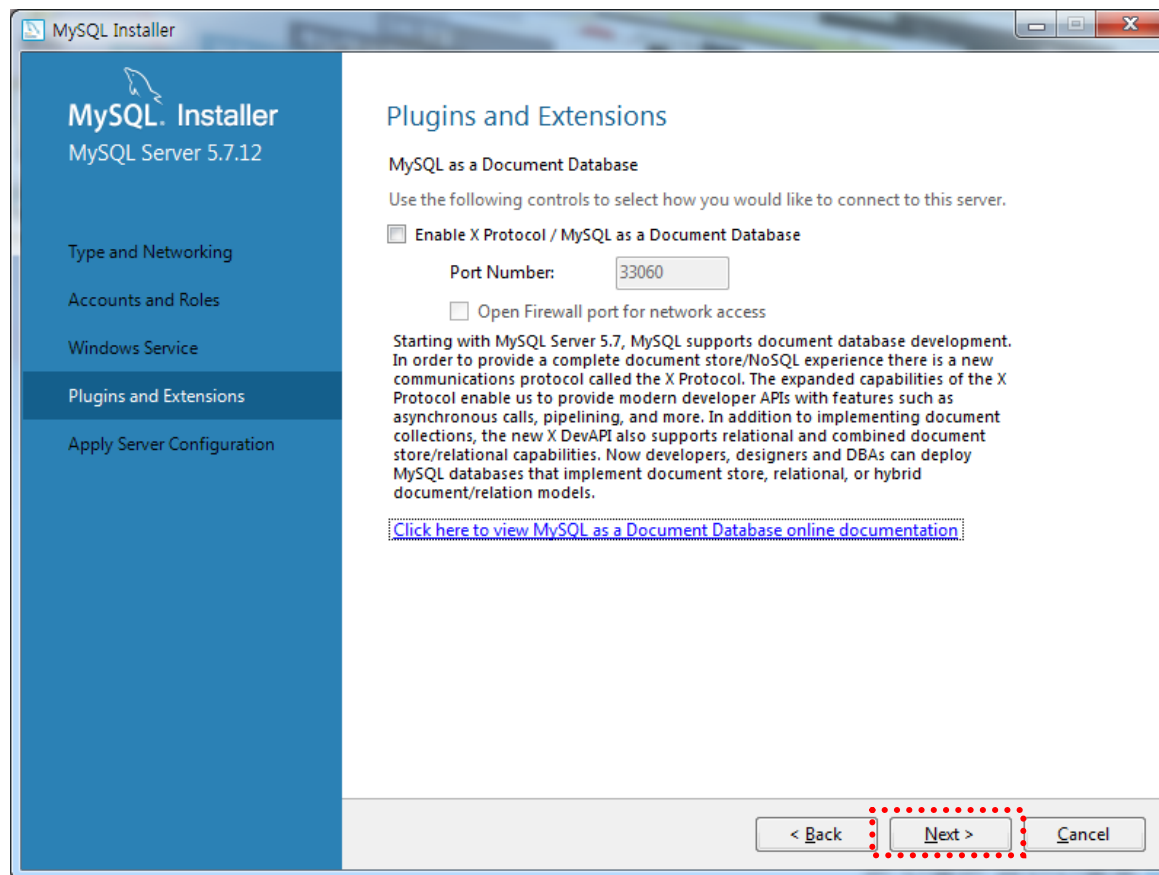 MySQL Installer
MySQL. Installer
MySQL Server 5.7.12
Type and Networking
Accounts and Roles
Windows Service
Plugins and Extensions
Apply Server Configuration
Plugins and Extensions
MySQL as a Document Database
Use the following controls to select how you would like to connect to this server.
Enable X Protocol / MySQL as a Document Database
Port Number: 33060
Open Firewall port for network access
Starting with MySQL Server 5.7, MySQL supports document database development.
In order to provide a complete document store/NoSQL experience there is a new
communications protocol called the X Protocol. The expanded capabilities of the X
Protocol enable us to provide modern developer APIs with features such as
asynchronous calls, pipelining, and more. In addition to implementing document
collections, the new X DevAPI also supports relational and combined document
store/relational capabilities. Now developers, designers and DBAs can deploy
MySQL databases that implement document store, relational, or hybrid
document/relation models.
Click here to view MySQL as a Document Database online documentation
< Back Next > Cancel